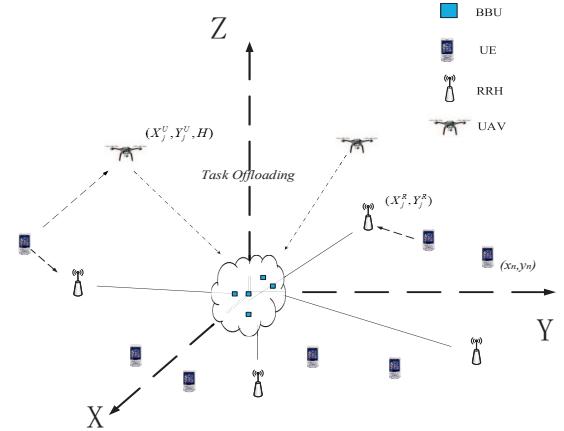 BBU
Z
UE
RRH
(X_j^U, Y_j^U, H)
UAV
Task Offloading
(X_j^R, Y_j^R)
(x_n, y_n)
Y
X